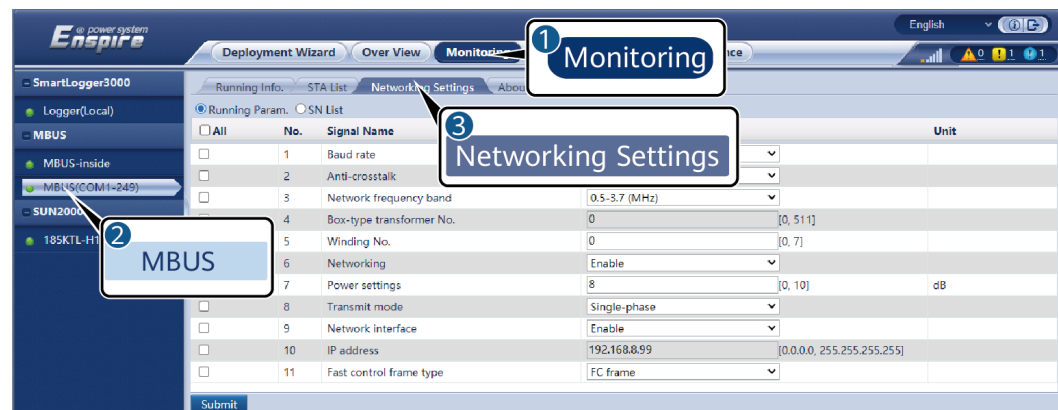 e power system
Enspire
English
Deployment Wizard
Over View
Monitoring
1
Monitoring
0
1
1
SmartLogger3000
Logger(Local)
MBUS
MBUS-inside
MBUS(COM1-249)
SUN2000
185KTL-H1
2
MBUS
Running Info.
STA List
Networking Settings
Running Param.
SN List
3
Networking Settings
All No. Signal Name Unit
1 Baud rate
2 Anti-crosstalk
3 Network frequency band 0.5-3.7 (MHz)
4 Box-type transformer No. 0 [0, 511]
5 Winding No. 0 [0, 7]
6 Networking Enable
7 Power settings 8 [0, 10] dB
8 Transmit mode Single-phase
9 Network interface Enable
10 IP address 192.168.8.99 [0.0.0.0, 255.255.255.255]
11 Fast control frame type FC frame
Submit